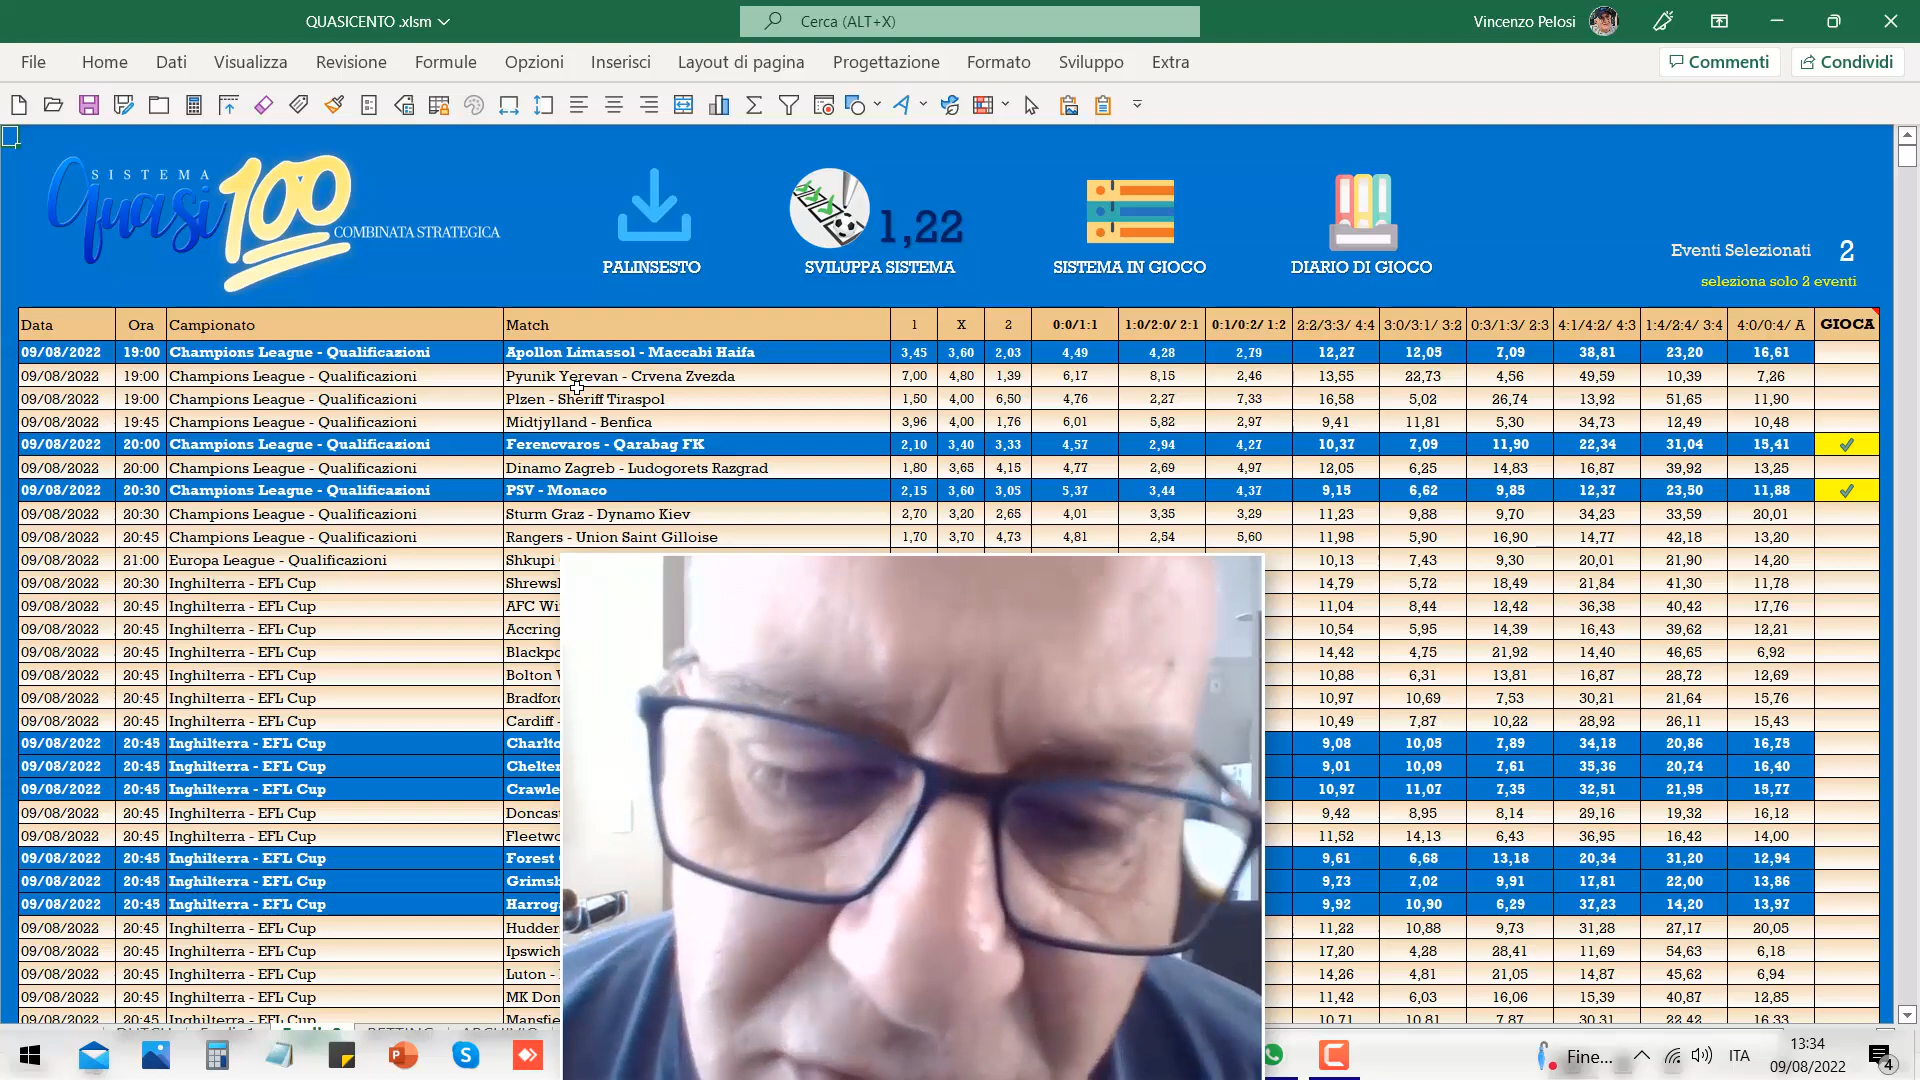 QUASICENTO .xlsm
Cerca (ALT+X)
Vincenzo Pelosi
File Home Dati Visualizza Revisione Formule Opzioni Inserisci Layout di pagina Progettazione Formato Sviluppo Extra Commenti Condividi
SISTEMA
Quasi 100
COMBINATA STRATEGICA
PALINSESTO
1,22
SVILUPPA SISTEMA
SISTEMA IN GIOCO
DIARIO DI GIOCO
Eventi Selezionati 2
seleziona solo 2 eventi
Data Ora Campionato Match 1 X 2 0:0/1:1 1:0/2:0/ 2:1 0:1/0:2/ 1:2 2:2/3:3/ 4:4 3:0/3:1/ 3:2 0:3/1:3/ 2:3 4:1/4:2/ 4:3 1:4/2:4/ 3:4 4:0/0:4/ A GIOCA
09/08/2022 19:00 Champions League - Qualificazioni Apollon Limassol - Maccabi Haifa 3,45 3,60 2,03 4,49 4,28 2,79 12,27 12,05 7,09 38,81 23,20 16,61
09/08/2022 19:00 Champions League - Qualificazioni Pyunik Yerevan - Crvena Zvezda 7,00 4,80 1,39 6,17 8,15 2,46 13,55 22,73 4,56 49,59 10,39 7,26
09/08/2022 19:00 Champions League - Qualificazioni Plzen - Sheriff Tiraspol 1,50 4,00 6,50 4,76 2,27 7,33 16,58 5,02 26,74 13,92 51,65 11,90
09/08/2022 19:45 Champions League - Qualificazioni Midtjylland - Benfica 3,96 4,00 1,76 6,01 5,82 2,97 9,41 11,81 5,30 34,73 12,49 10,48
09/08/2022 20:00 Champions League - Qualificazioni Ferencvaros - Qarabag FK 2,10 3,40 3,33 4,57 2,94 4,27 10,37 7,09 11,90 22,34 31,04 15,41
09/08/2022 20:00 Champions League - Qualificazioni Dinamo Zagreb - Ludogorets Razgrad 1,80 3,65 4,15 4,77 2,69 4,97 12,05 6,25 14,83 16,87 39,92 13,25
09/08/2022 20:30 Champions League - Qualificazioni PSV - Monaco 2,15 3,60 3,05 5,37 3,44 4,37 9,15 6,62 9,85 12,37 23,50 11,88
09/08/2022 20:30 Champions League - Qualificazioni Sturm Graz - Dynamo Kiev 2,70 3,20 2,65 4,01 3,35 3,29 11,23 9,88 9,70 34,23 33,59 20,01
09/08/2022 20:45 Champions League - Qualificazioni Rangers - Union Saint Gilloise 1,70 3,70 4,73 4,81 2,54 5,60 11,98 5,90 16,90 14,77 42,18 13,20
09/08/2022 21:00 Europa League - Qualificazioni Shkupi 10,13 7,43 9,30 20,01 21,90 14,20
09/08/2022 20:30 Inghilterra - EFL Cup Shrews 14,79 5,72 18,49 21,84 41,30 11,78
09/08/2022 20:45 Inghilterra - EFL Cup AFC Wi 11,04 8,44 12,42 36,38 40,42 17,76
09/08/2022 20:45 Inghilterra - EFL Cup Accring 10,54 5,95 14,39 16,43 39,62 12,21
09/08/2022 20:45 Inghilterra - EFL Cup Blackpo 14,42 4,75 21,92 14,40 46,65 6,92
09/08/2022 20:45 Inghilterra - EFL Cup Bolton 10,88 6,31 13,81 16,87 28,72 12,69
09/08/2022 20:45 Inghilterra - EFL Cup Bradford 10,97 10,69 7,53 30,21 21,64 15,76
09/08/2022 20:45 Inghilterra - EFL Cup Cardiff - 10,49 7,87 10,22 28,92 26,11 15,43
09/08/2022 20:45 Inghilterra - EFL Cup Charlto 9,08 10,05 7,89 34,18 20,86 16,75
09/08/2022 20:45 Inghilterra - EFL Cup Chelter 9,01 10,09 7,61 35,36 20,74 16,40
09/08/2022 20:45 Inghilterra - EFL Cup Crawle 10,97 11,07 7,35 32,51 21,95 15,77
09/08/2022 20:45 Inghilterra - EFL Cup Doncas 9,42 8,95 8,14 29,16 19,32 16,12
09/08/2022 20:45 Inghilterra - EFL Cup Fleetwo 11,52 14,13 6,43 36,95 16,42 14,00
09/08/2022 20:45 Inghilterra - EFL Cup Forest 9,61 6,68 13,18 20,34 31,20 12,94
09/08/2022 20:45 Inghilterra - EFL Cup Grimsb 9,73 7,02 9,91 17,81 22,00 13,86
09/08/2022 20:45 Inghilterra - EFL Cup Harrog 9,92 10,90 6,29 37,23 14,20 13,97
09/08/2022 20:45 Inghilterra - EFL Cup Hudder 11,22 10,88 9,73 31,28 27,17 20,05
09/08/2022 20:45 Inghilterra - EFL Cup Ipswich 17,20 4,28 28,41 11,69 54,63 6,18
09/08/2022 20:45 Inghilterra - EFL Cup Luton - 14,26 4,81 21,05 14,87 45,62 6,94
09/08/2022 20:45 Inghilterra - EFL Cup MK Don 11,42 6,03 16,06 15,39 40,87 12,85
09/08/2022 20:45 Inghilterra - EFL Cup Mansfie 10,71 10,81 7,87 30,31 22,42 16,33
Fine... ITA 13:34
09/08/2022 4